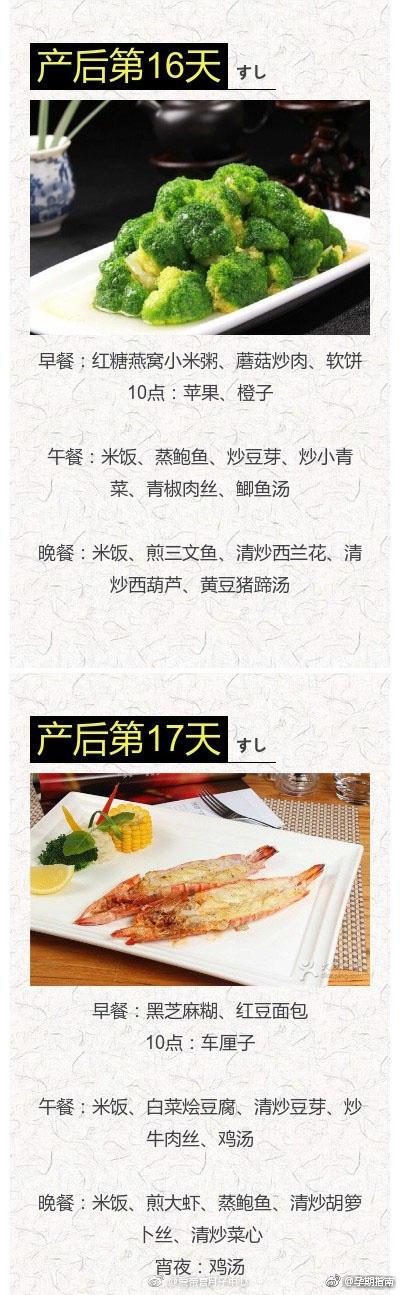 产后第16天 すし
早餐：红糖燕窝小米粥、蘑菇炒肉、软饼
10点：苹果、橙子
午餐：米饭、蒸鲍鱼、炒豆芽、炒小青
菜、青椒肉丝、鲫鱼汤
晚餐：米饭、煎三文鱼、清炒西兰花、清
炒西葫芦、黄豆猪蹄汤
产后第17天 すし
早餐：黑芝麻糊、红豆面包
10点：车厘子
午餐：米饭、白菜烩豆腐、清炒豆芽、炒
牛肉丝、鸡汤
晚餐：米饭、煎大虾、蒸鲍鱼、清炒胡箩
卜丝、清炒菜心
宵夜：鸡汤
@孕期指南